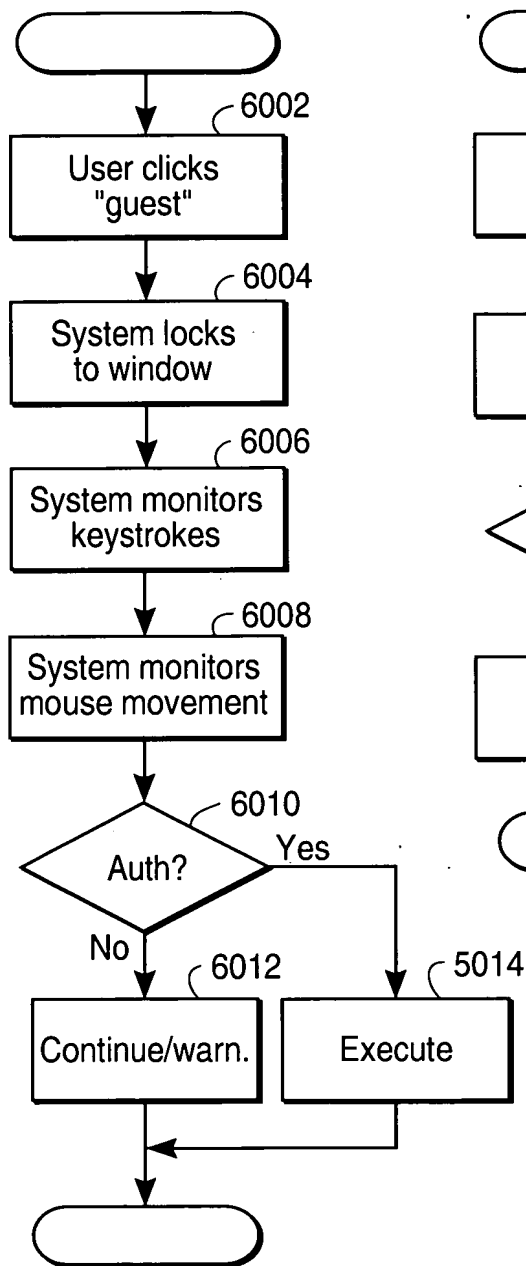 6002
User clicks
"guest"
6004
System locks
to window
6006
System monitors
keystrokes
6008
System monitors
mouse movement
6010
Auth?
Yes
No
6012
Continue/warn.
5014
Execute